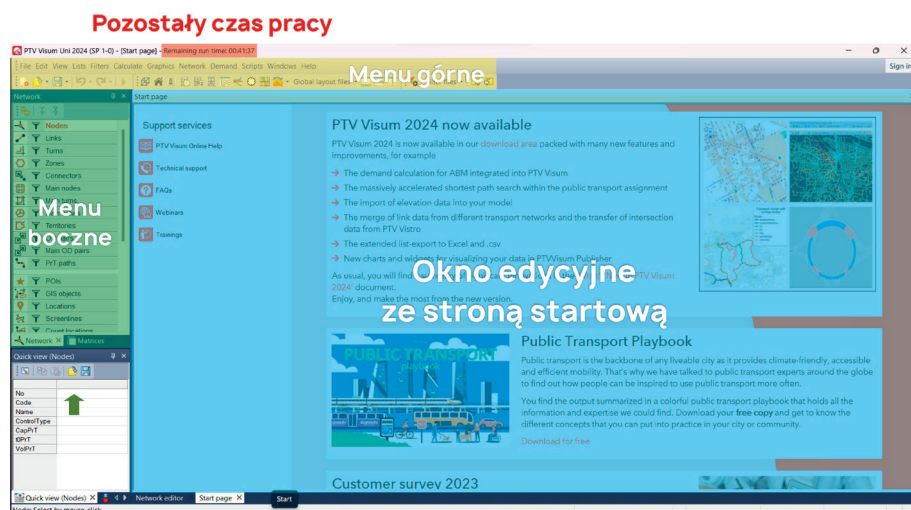 Pozostały czas pracy
PTV Visum Uni 2024 (SP 1-0) - [Start page] - Remaining run time: 00:41:37
File Edit View Lists Filters Calculate Graphics Network Demand Scripts Windows Help
Sign in
Global layout files
Menu górne
Network
Start page
Nodes
Links
Turns
Zones
Connectors
Main nodes
Main turns
Territories
Main OD pairs
PrT paths
POIs
GIS objects
Locations
Screenlines
Count locations
Menu
boczne
Network
Matrices
Quick view (Nodes)
No
Code
Name
ControlType
CapPrT
t0PrT
VolPrT
Support services
PTV Visum Online Help
Technical support
FAQs
Webinars
Trainings
PTV Visum 2024 now available
PTV Visum 2024 is now available in our download area packed with many new features and
improvements, for example
The demand calculation for ABM integrated into PTV Visum
The massively accelerated shortest path search within the public transport assignment
The import of elevation data into your model
The merge of link data from different transport networks and the transfer of intersection
data from PTV Vistro
The extended list-export to Excel and .csv
New charts and widgets for visualizing your data in PTVVisum Publisher
As usual, you will find PTV Visum
2024' document.
Enjoy, and make the most from the new version.
Okno edycyjne
ze stroną startową
PUBLIC TRANSPORT
playbook
Public Transport Playbook
Public transport is the backbone of any liveable city as it provides climate-friendly, accessible
and efficient mobility. That's why we have talked to public transport experts around the globe
to find out how people can be inspired to use public transport more often.
You find the output summarized in a colorful public transport playbook that holds all the
information and expertise we could find. Download your free copy and get to know the
different concepts that you can put into practice in your city or community.
Download for free
Customer survey 2023
Quick view (Nodes)
Network editor
Start page
Start
Node: Select by mouse-click